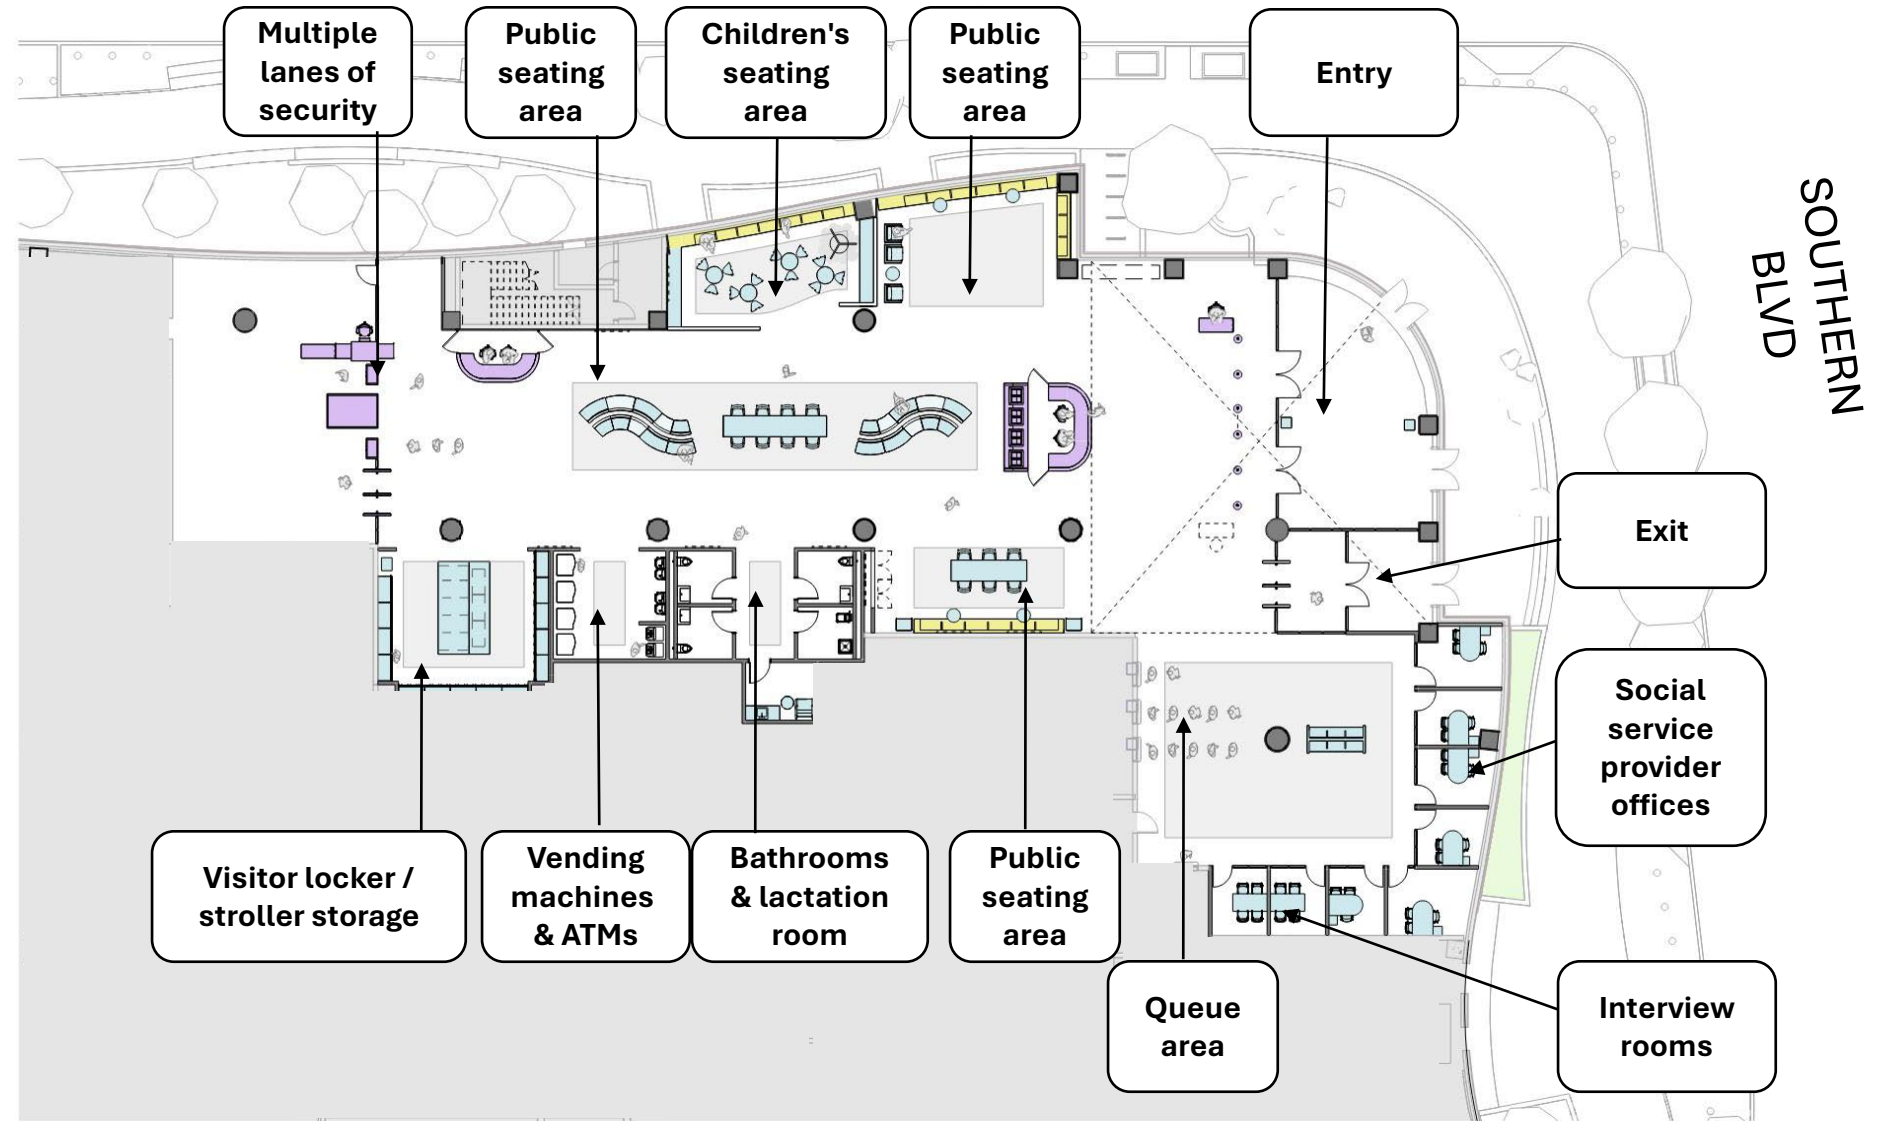 Multiple
lanes of
security
Public
seating
area
Children's
seating
area
Public
seating
area
Entry
SOUTHERN
BLVD
Exit
Social
service
provider
offices
Visitor locker /
stroller storage
Vending
machines
& ATMs
Bathrooms
& lactation
room
Public
seating
area
Queue
area
Interview
rooms